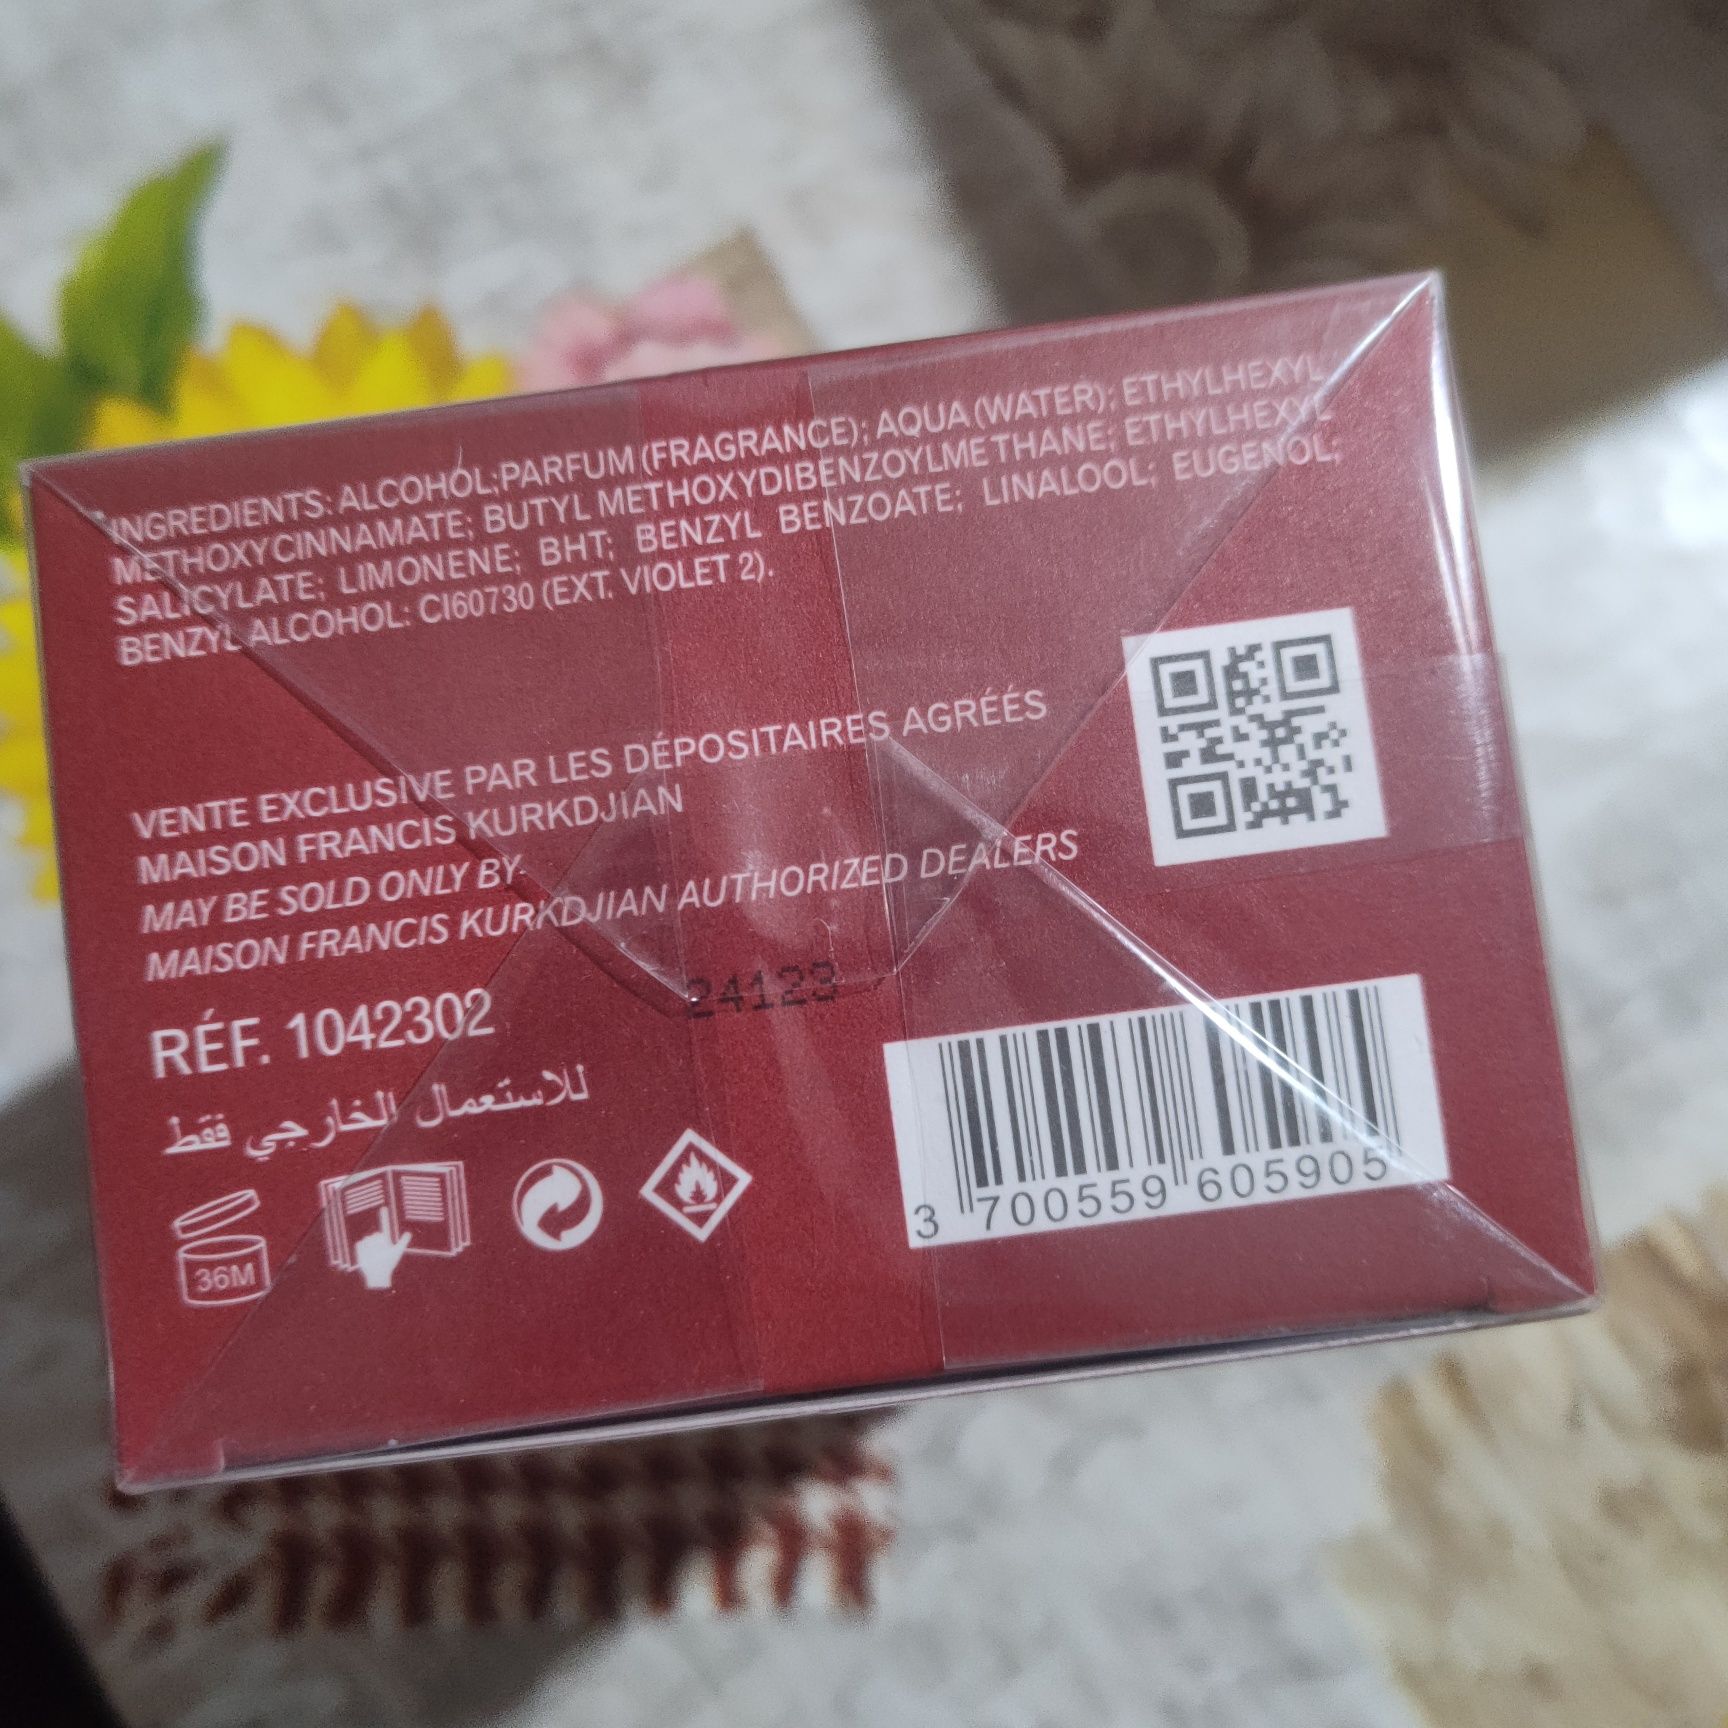 INGREDIENTS: ALCOHOL;PARFUM (FRAGRANCE); AQUA (WATER); ETHYLHEXYL
METHOXYCINNAMATE; BUTYL METHOXYDIBENZOYLMETHANE; ETHYLHEXYL
SALICYLATE; LIMONENE; BHT; BENZYL BENZOATE; LINALOOL; EUGENOL;
BENZYL ALCOHOL: CI60730 (EXT. VIOLET 2).
VENTE EXCLUSIVE PAR LES DÉPOSITAIRES AGRÉÉS
MAISON FRANCIS KURKDJIAN
MAY BE SOLD ONLY BY
MAISON FRANCIS KURKDJIAN AUTHORIZED DEALERS
24123
RÉF. 1042302
للاستعمال الخارجي فقط
36M
3 700559 605905